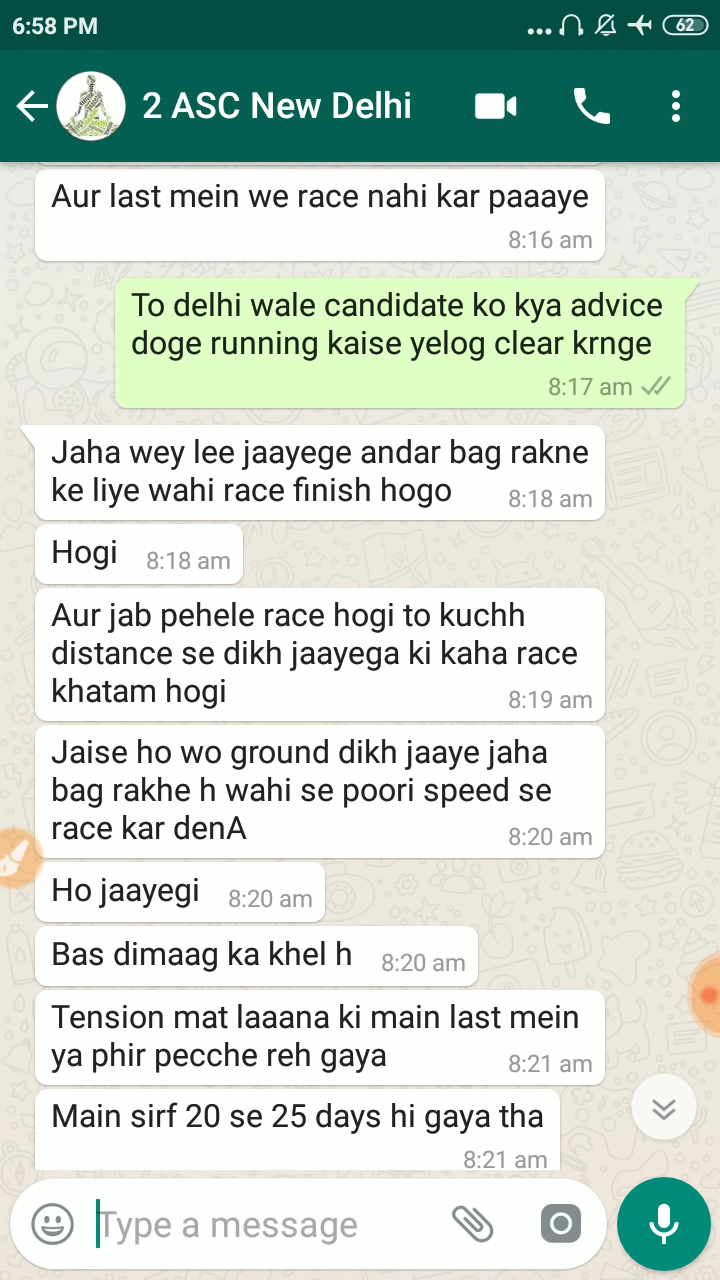 6:58 PM
62
2 ASC New Delhi
Aur last mein we race nahi kar paaaye
8:16 am
To delhi wale candidate ko kya advice
doge running kaise yelog clear krnge
8:17 am
Jaha wey lee jaayege andar bag rakne
ke liye wahi race finish hogo 8:18 am
Hogi 8:18 am
Aur jab pehele race hogi to kuchh
distance se dikh jaayega ki kaha race
khatam hogi 8:19 am
Jaise ho wo ground dikh jaaye jaha
bag rakhe h wahi se poori speed se
race kar denA 8:20 am
Ho jaayegi 8:20 am
Bas dimaag ka khel h 8:20 am
Tension mat laaana ki main last mein
ya phir pecche reh gaya 8:21 am
Main sirf 20 se 25 days hi gaya tha
8:21 am
Type a message